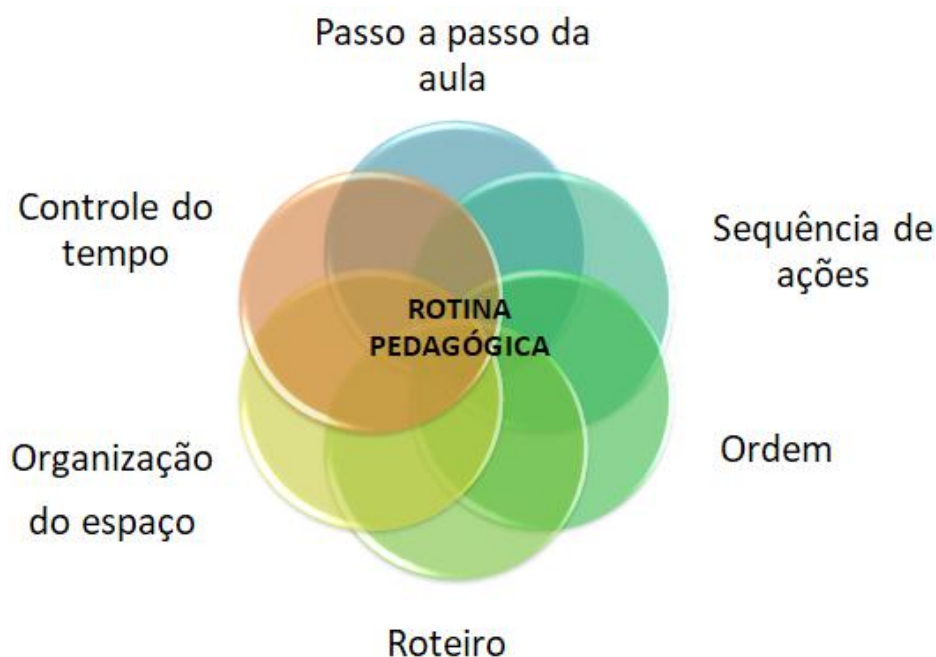 Passo a passo da
aula
Controle do
tempo
Sequência de
ações
ROTINA
PEDAGÓGICA
Organização
do espaço
Ordem
Roteiro